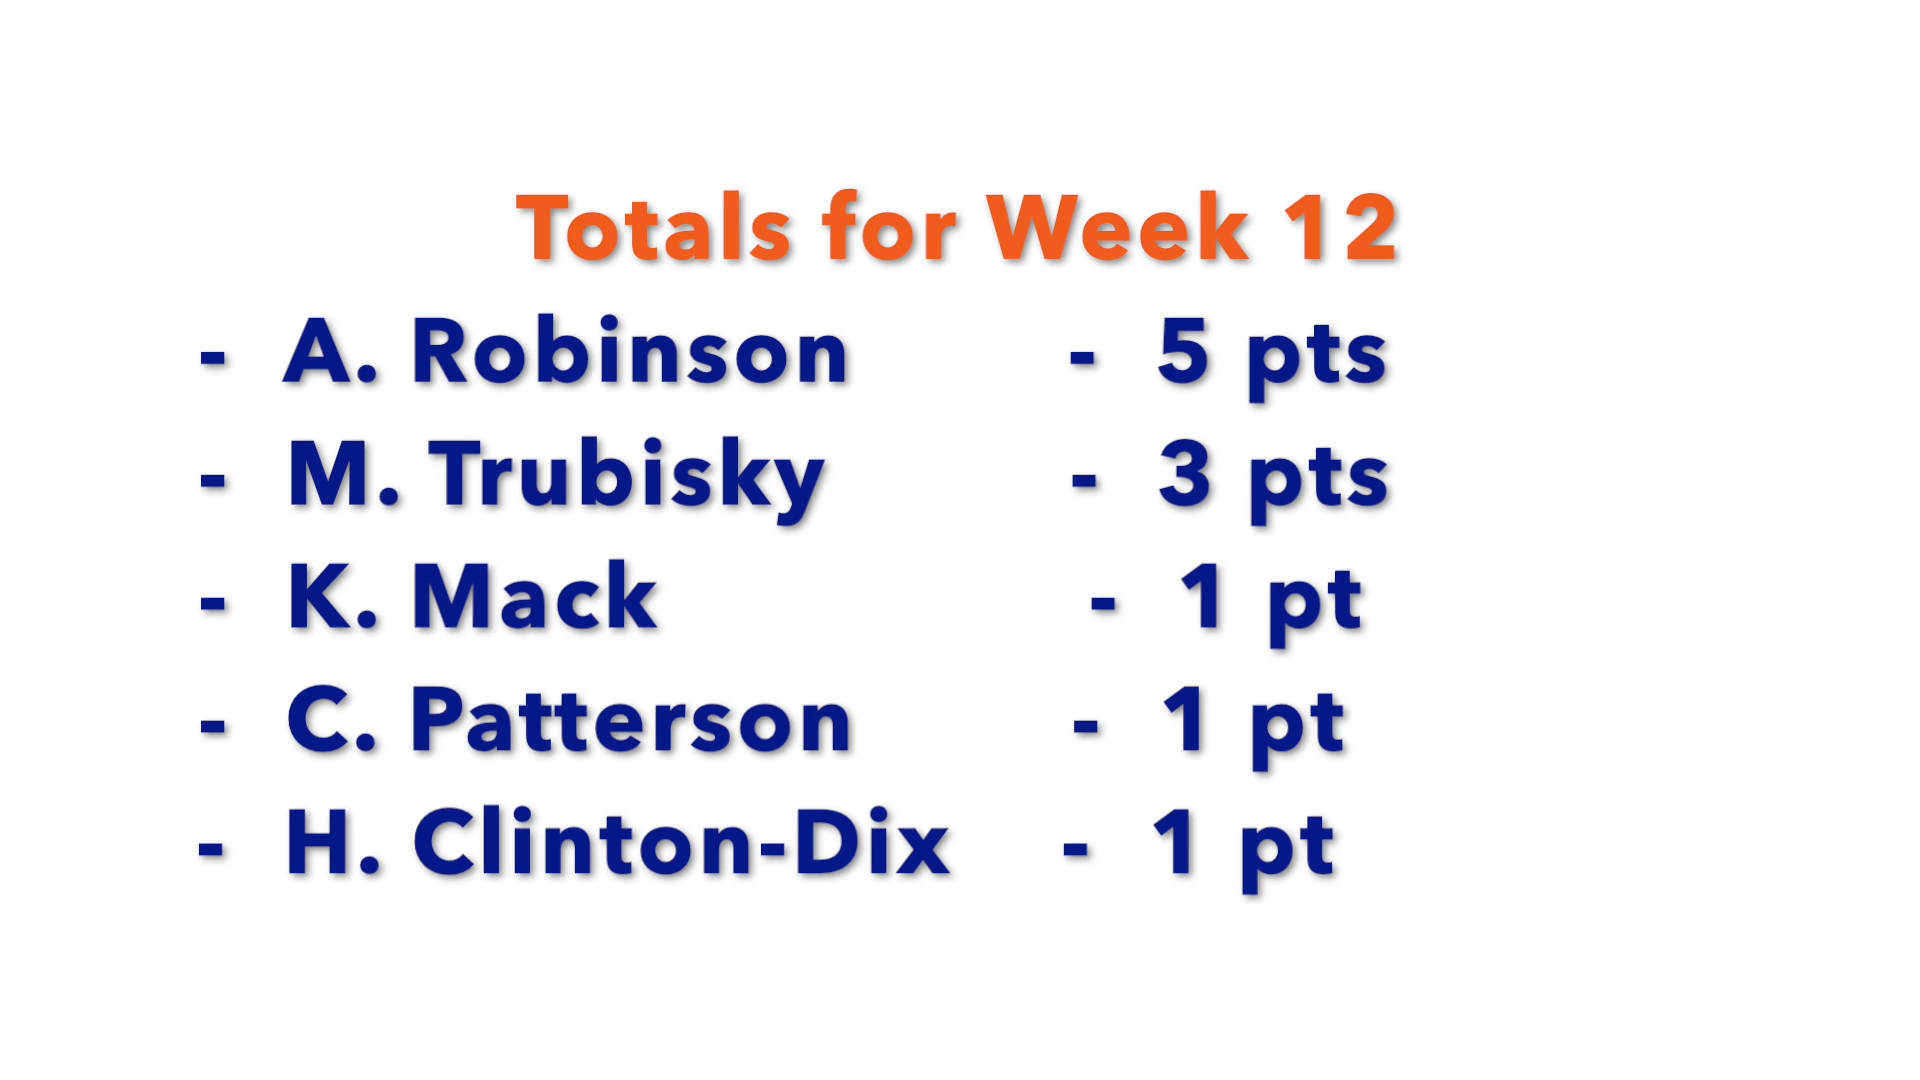 Totals for Week 12
- A. Robinson - 5 pts
- M. Trubisky - 3 pts
- K. Mack - 1 pt
- C. Patterson - 1 pt
- H. Clinton-Dix - 1 pt